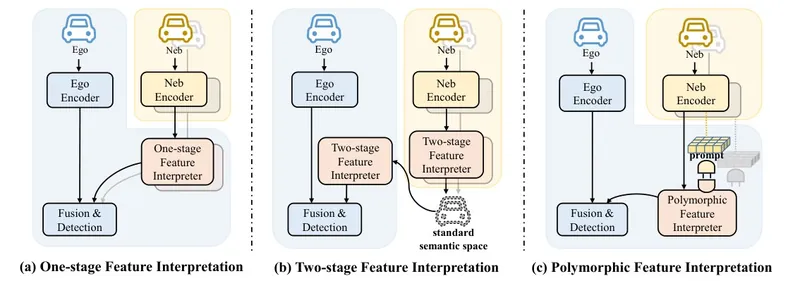 Ego
Neb
Ego
Encoder
Neb
Encoder
One-stage
Feature
Interpreter
Fusion &
Detection
(a) One-stage Feature Interpretation
Ego
Neb
Ego
Encoder
Neb
Encoder
Two-stage
Feature
Interpreter
Two-stage
Feature
Interpreter
Fusion &
Detection
standard
semantic space
(b) Two-stage Feature Interpretation
Ego
Neb
Ego
Encoder
Neb
Encoder
prompt
Polymorphic
Feature
Interpreter
Fusion &
Detection
(c) Polymorphic Feature Interpretation